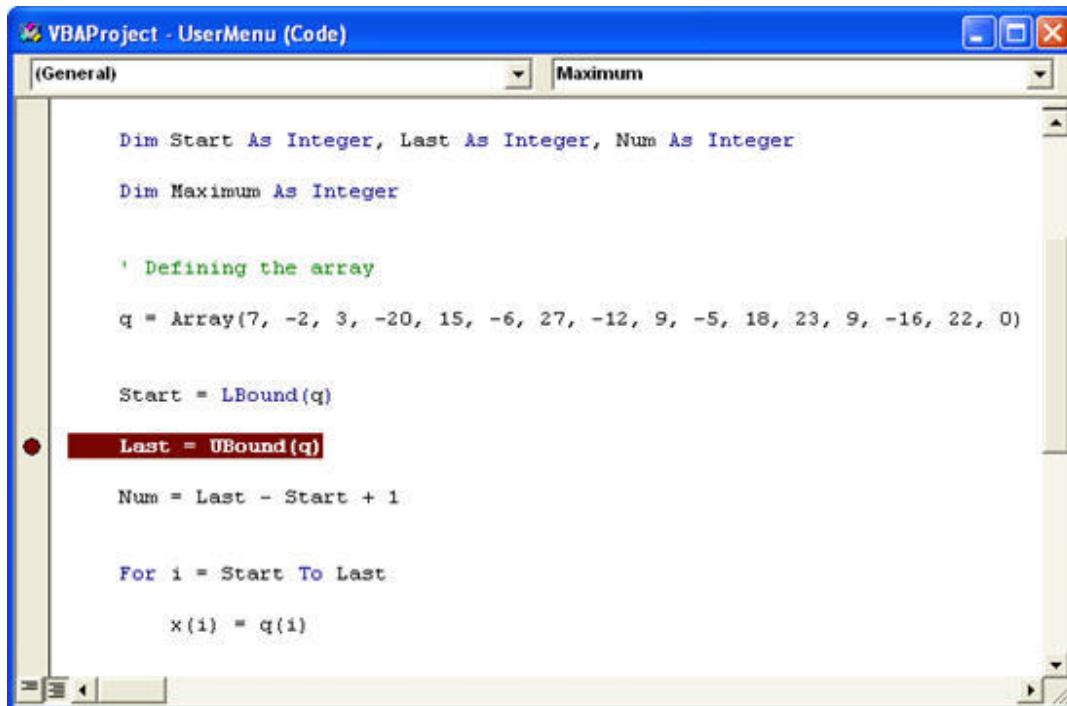 VBAProject - UserMenu (Code)
(General) Maximum
Dim Start As Integer, Last As Integer, Num As Integer
Dim Maximum As Integer
' Defining the array
q = Array(7, -2, 3, -20, 15, -6, 27, -12, 9, -5, 18, 23, 9, -16, 22, 0)
Start = LBound(q)
Last = UBound(q)
Num = Last - Start + 1
For i = Start To Last
x(i) = q(i)